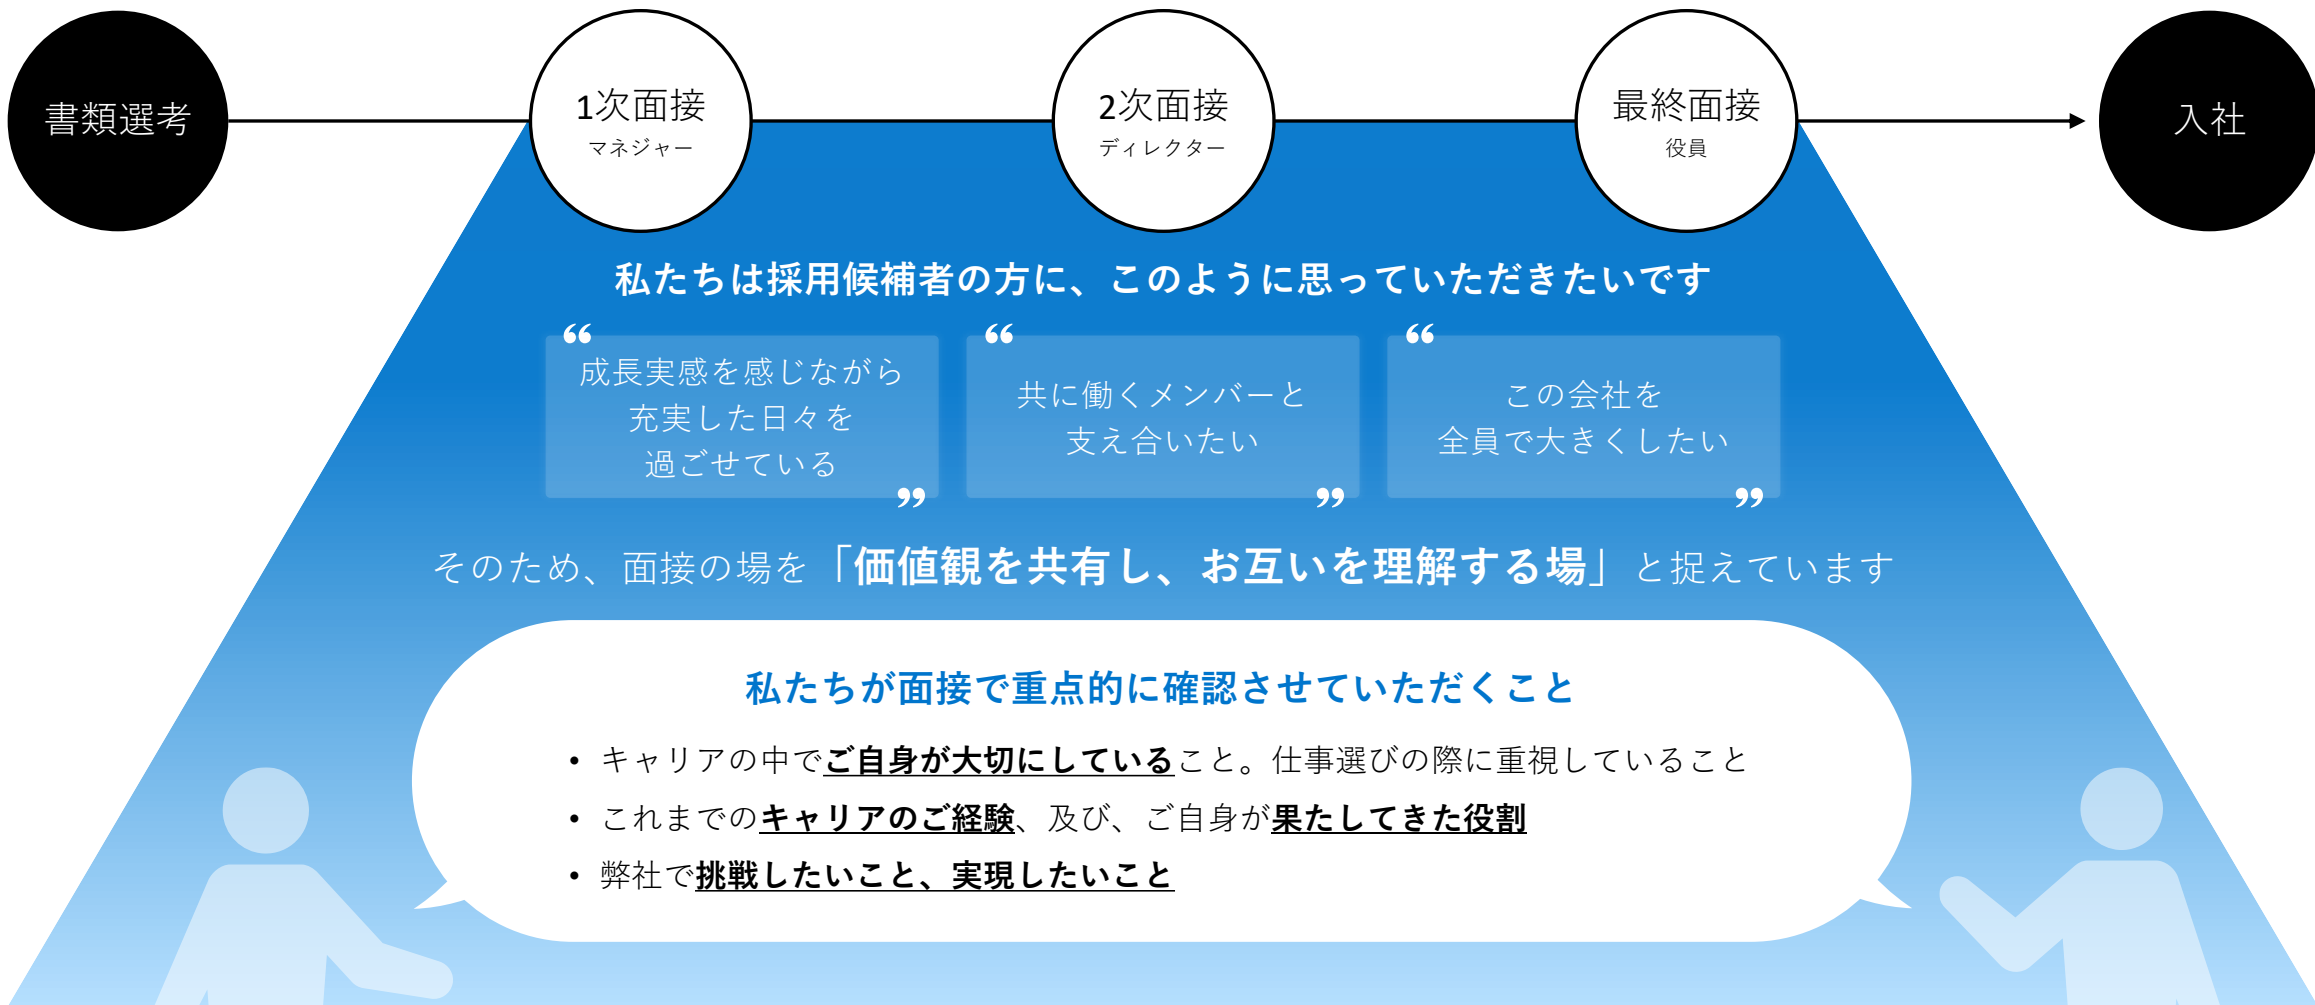 書類選考
1次面接
マネジャー
2次面接
ディレクター
最終面接
役員
入社
私たちは採用候補者の方に、このように思っていただきたいです
“
成長実感を感じながら
充実した日々を
過ごせている
”
“
共に働くメンバーと
支え合いたい
”
“
この会社を
全員で大きくしたい
”
そのため、面接の場を「価値観を共有し、お互いを理解する場」と捉えています
私たちが面接で重点的に確認させていただくこと
• キャリアの中でご自身が大切にしていること。仕事選びの際に重視していること
• これまでのキャリアのご経験、及び、ご自身が果たしてきた役割
• 弊社で挑戦したいこと、実現したいこと